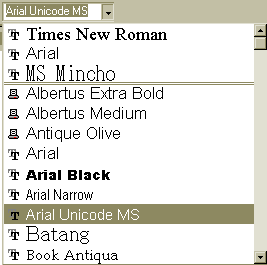 Arial Unicode MS
Times New Roman
Arial
MS Mincho
Albertus Extra Bold
Albertus Medium
Antique Olive
Arial
Arial Black
Arial Narrow
Arial Unicode MS
Batang
Book Antiqua